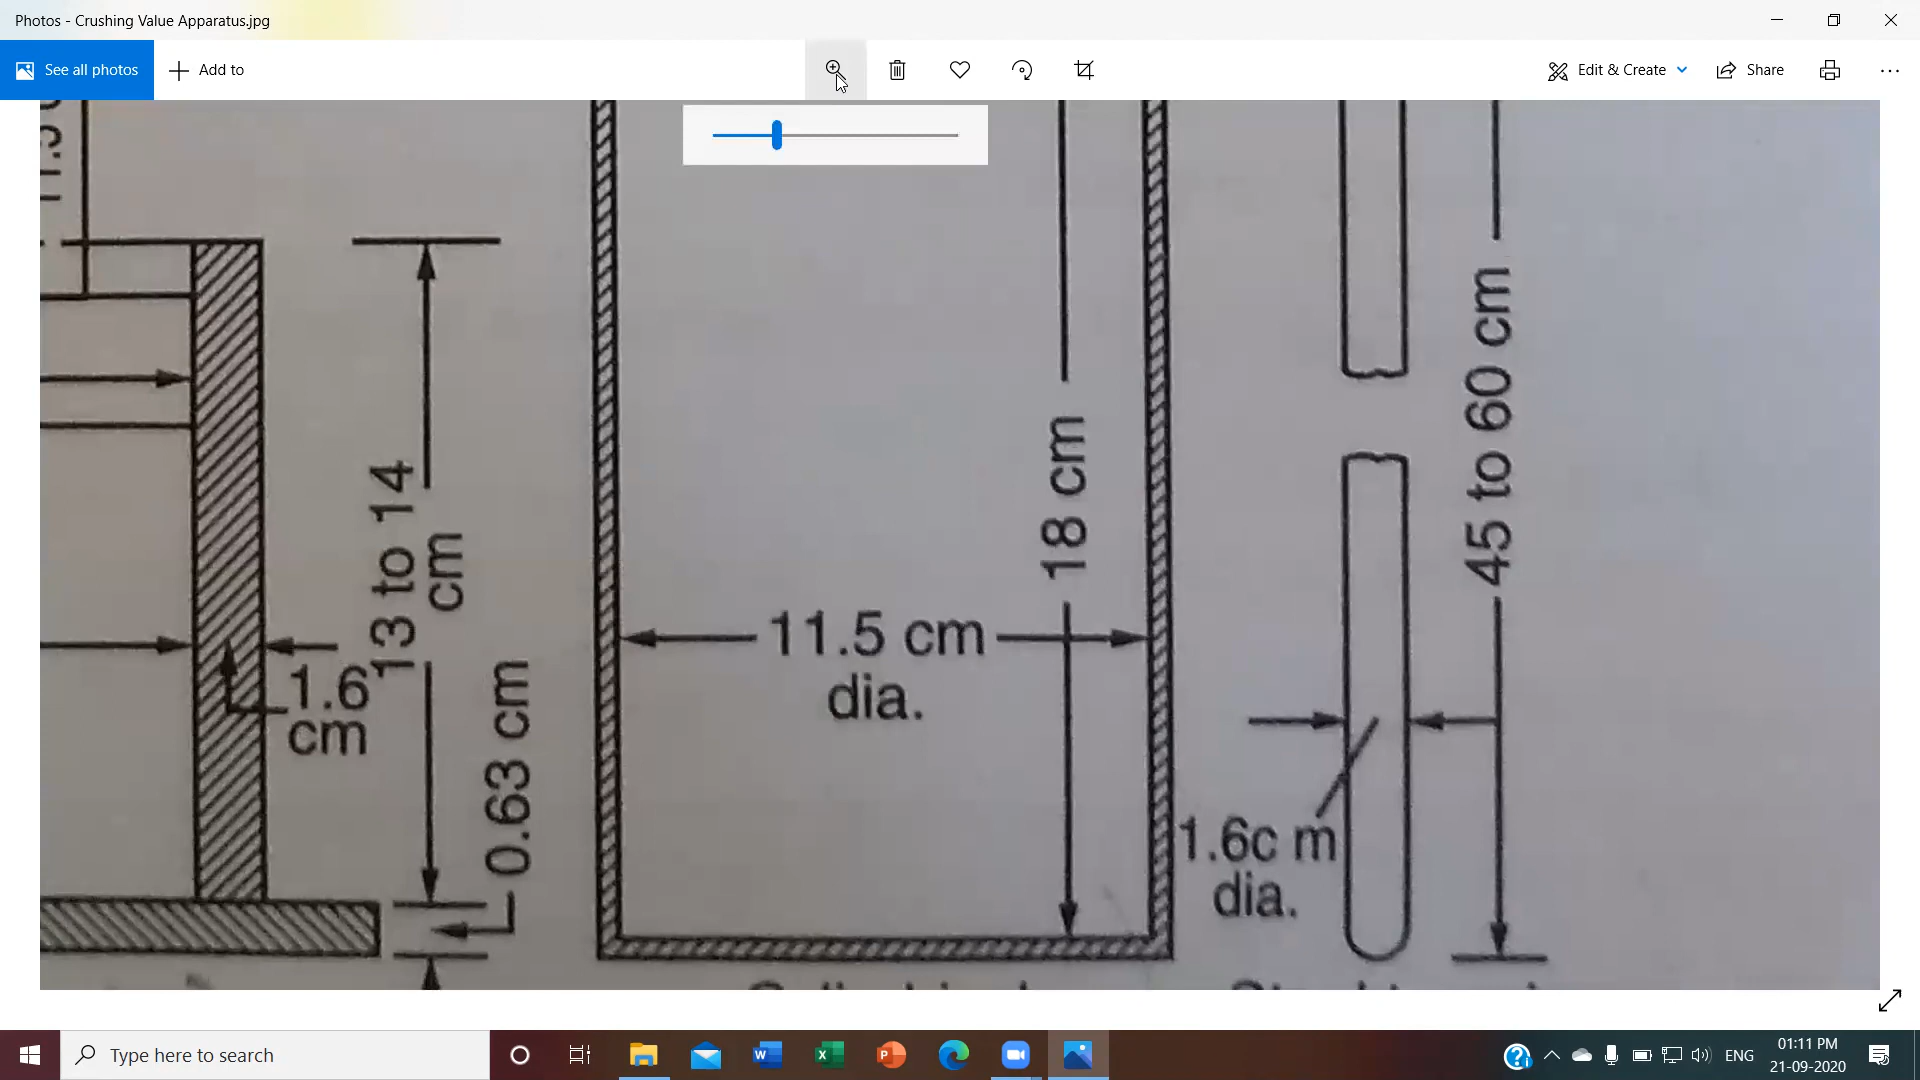 Photos - Crushing Value Apparatus.jpg
See all photos
Add to
Edit & Create
Share
13 to 14
cm
1.6
cm
0.63 cm
18 cm
11.5 cm
dia.
45 to 60 cm
1.6c m
dia.
Type here to search
ENG
01:11 PM
21-09-2020